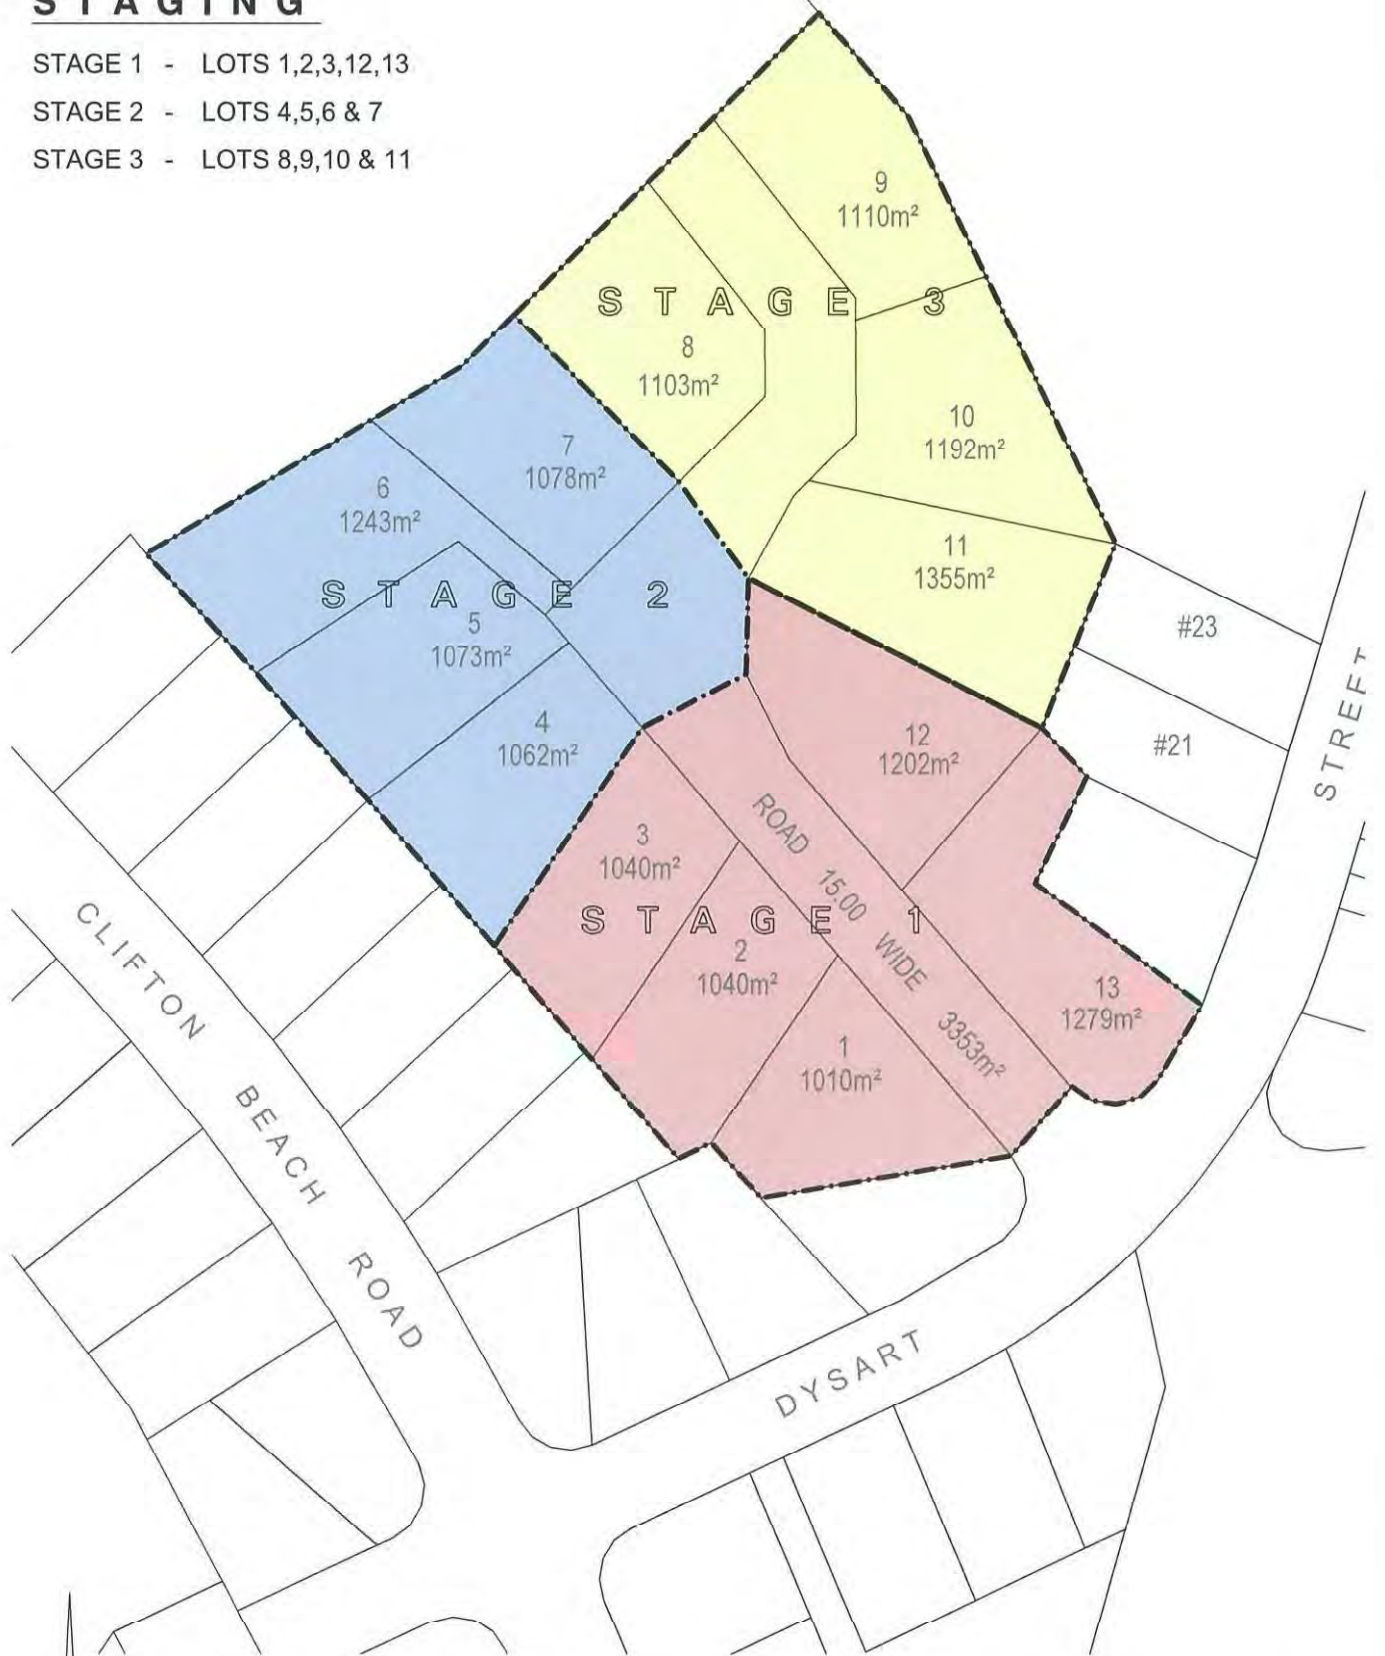 STAGING
STAGE 1 - LOTS 1,2,3,12,13
STAGE 2 - LOTS 4,5,6 & 7
STAGE 3 - LOTS 8,9,10 & 11
9
1110m²
STAGE 3
8
1103m²
10
1192m²
7
1078m²
6
1243m²
11
1355m²
STAGE 2
5
1073m²
#23
4
1062m²
12
1202m²
#21
STREET
3
1040m²
ROAD 15.00 WIDE 3353m²
STAGE 1
2
1040m²
13
1279m²
1
1010m²
CLIFTON BEACH ROAD
DYSART